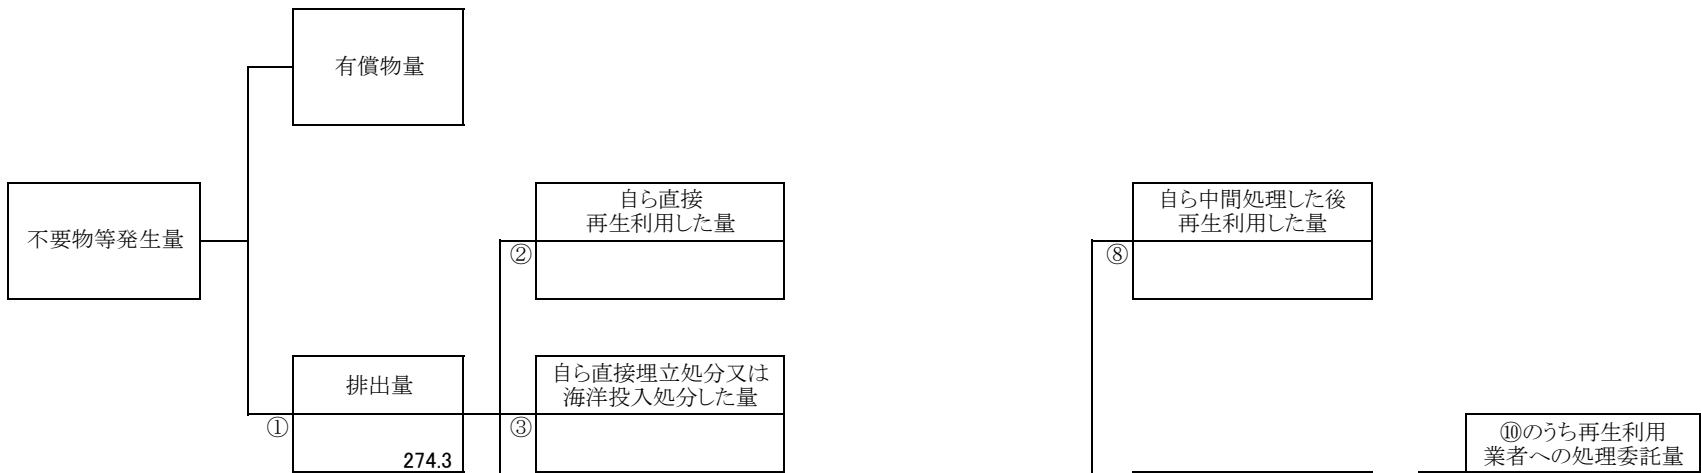 有償物量
不要物等発生量
自ら直接
再生利用した量
②
自ら中間処理した後
再生利用した量
⑧
排出量
①
274.3
自ら直接埋立処分又は
海洋投入処分した量
③
⑩のうち再生利用
業者への処理委託量